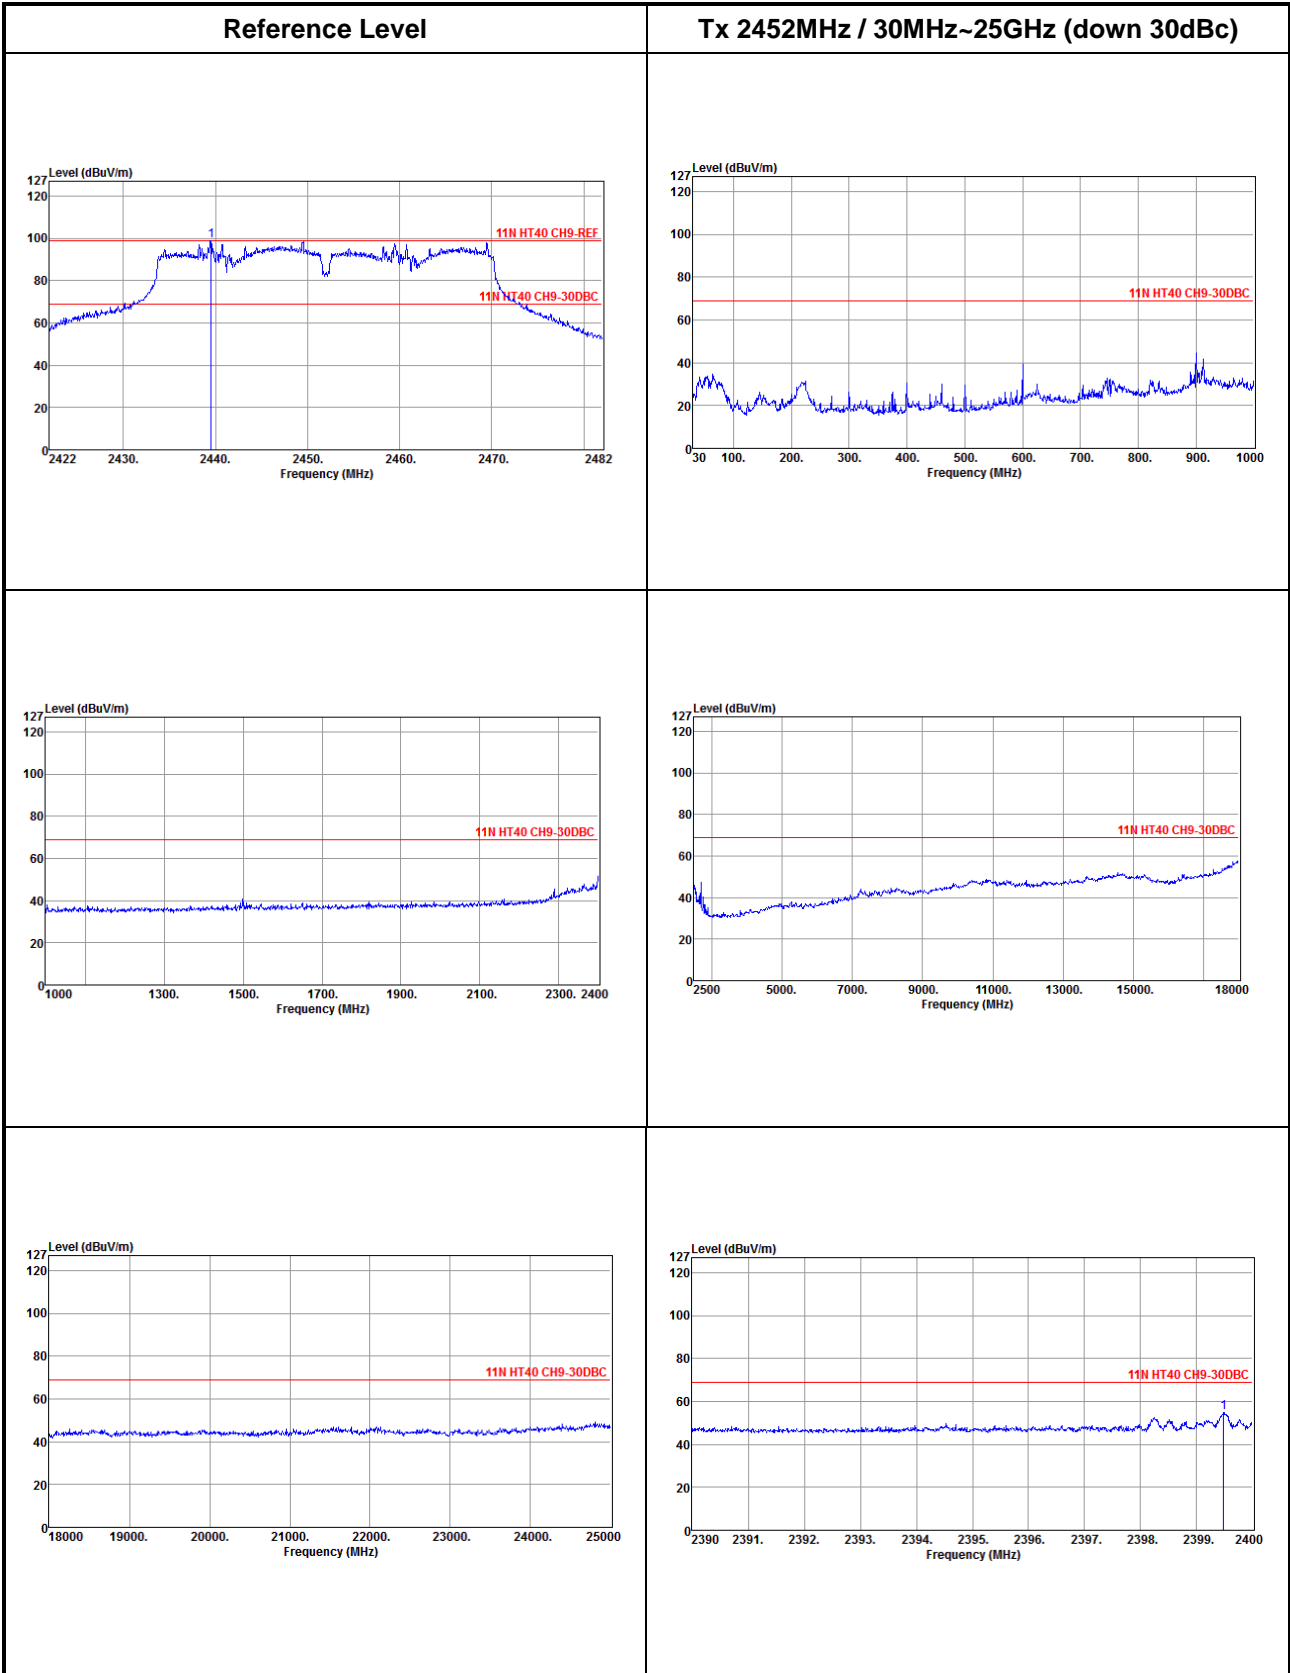 Reference Level
Tx 2452MHz / 30MHz~25GHz (down 30dBc)
Level (dBuV/m)
127
120
100
80
60
40
20
0
11N HT40 CH9-REF
11N HT40 CH9-30DBC
1
2422 2430. 2440. 2450. 2460. 2470. 2482
Frequency (MHz)
Level (dBuV/m)
127
120
100
80
60
40
20
0
11N HT40 CH9-30DBC
30 100. 200. 300. 400. 500. 600. 700. 800. 900. 1000
Frequency (MHz)
Level (dBuV/m)
127
120
100
80
60
40
20
0
11N HT40 CH9-30DBC
1000 1300. 1500. 1700. 1900. 2100. 2300. 2400
Frequency (MHz)
Level (dBuV/m)
127
120
100
80
60
40
20
0
11N HT40 CH9-30DBC
2500 5000. 7000. 9000. 11000. 13000. 15000. 18000
Frequency (MHz)
Level (dBuV/m)
127
120
100
80
60
40
20
0
11N HT40 CH9-30DBC
18000 19000. 20000. 21000. 22000. 23000. 24000. 25000
Frequency (MHz)
Level (dBuV/m)
127
120
100
80
60
40
20
0
11N HT40 CH9-30DBC
1
2390 2391. 2392. 2393. 2394. 2395. 2396. 2397. 2398. 2399. 2400
Frequency (MHz)